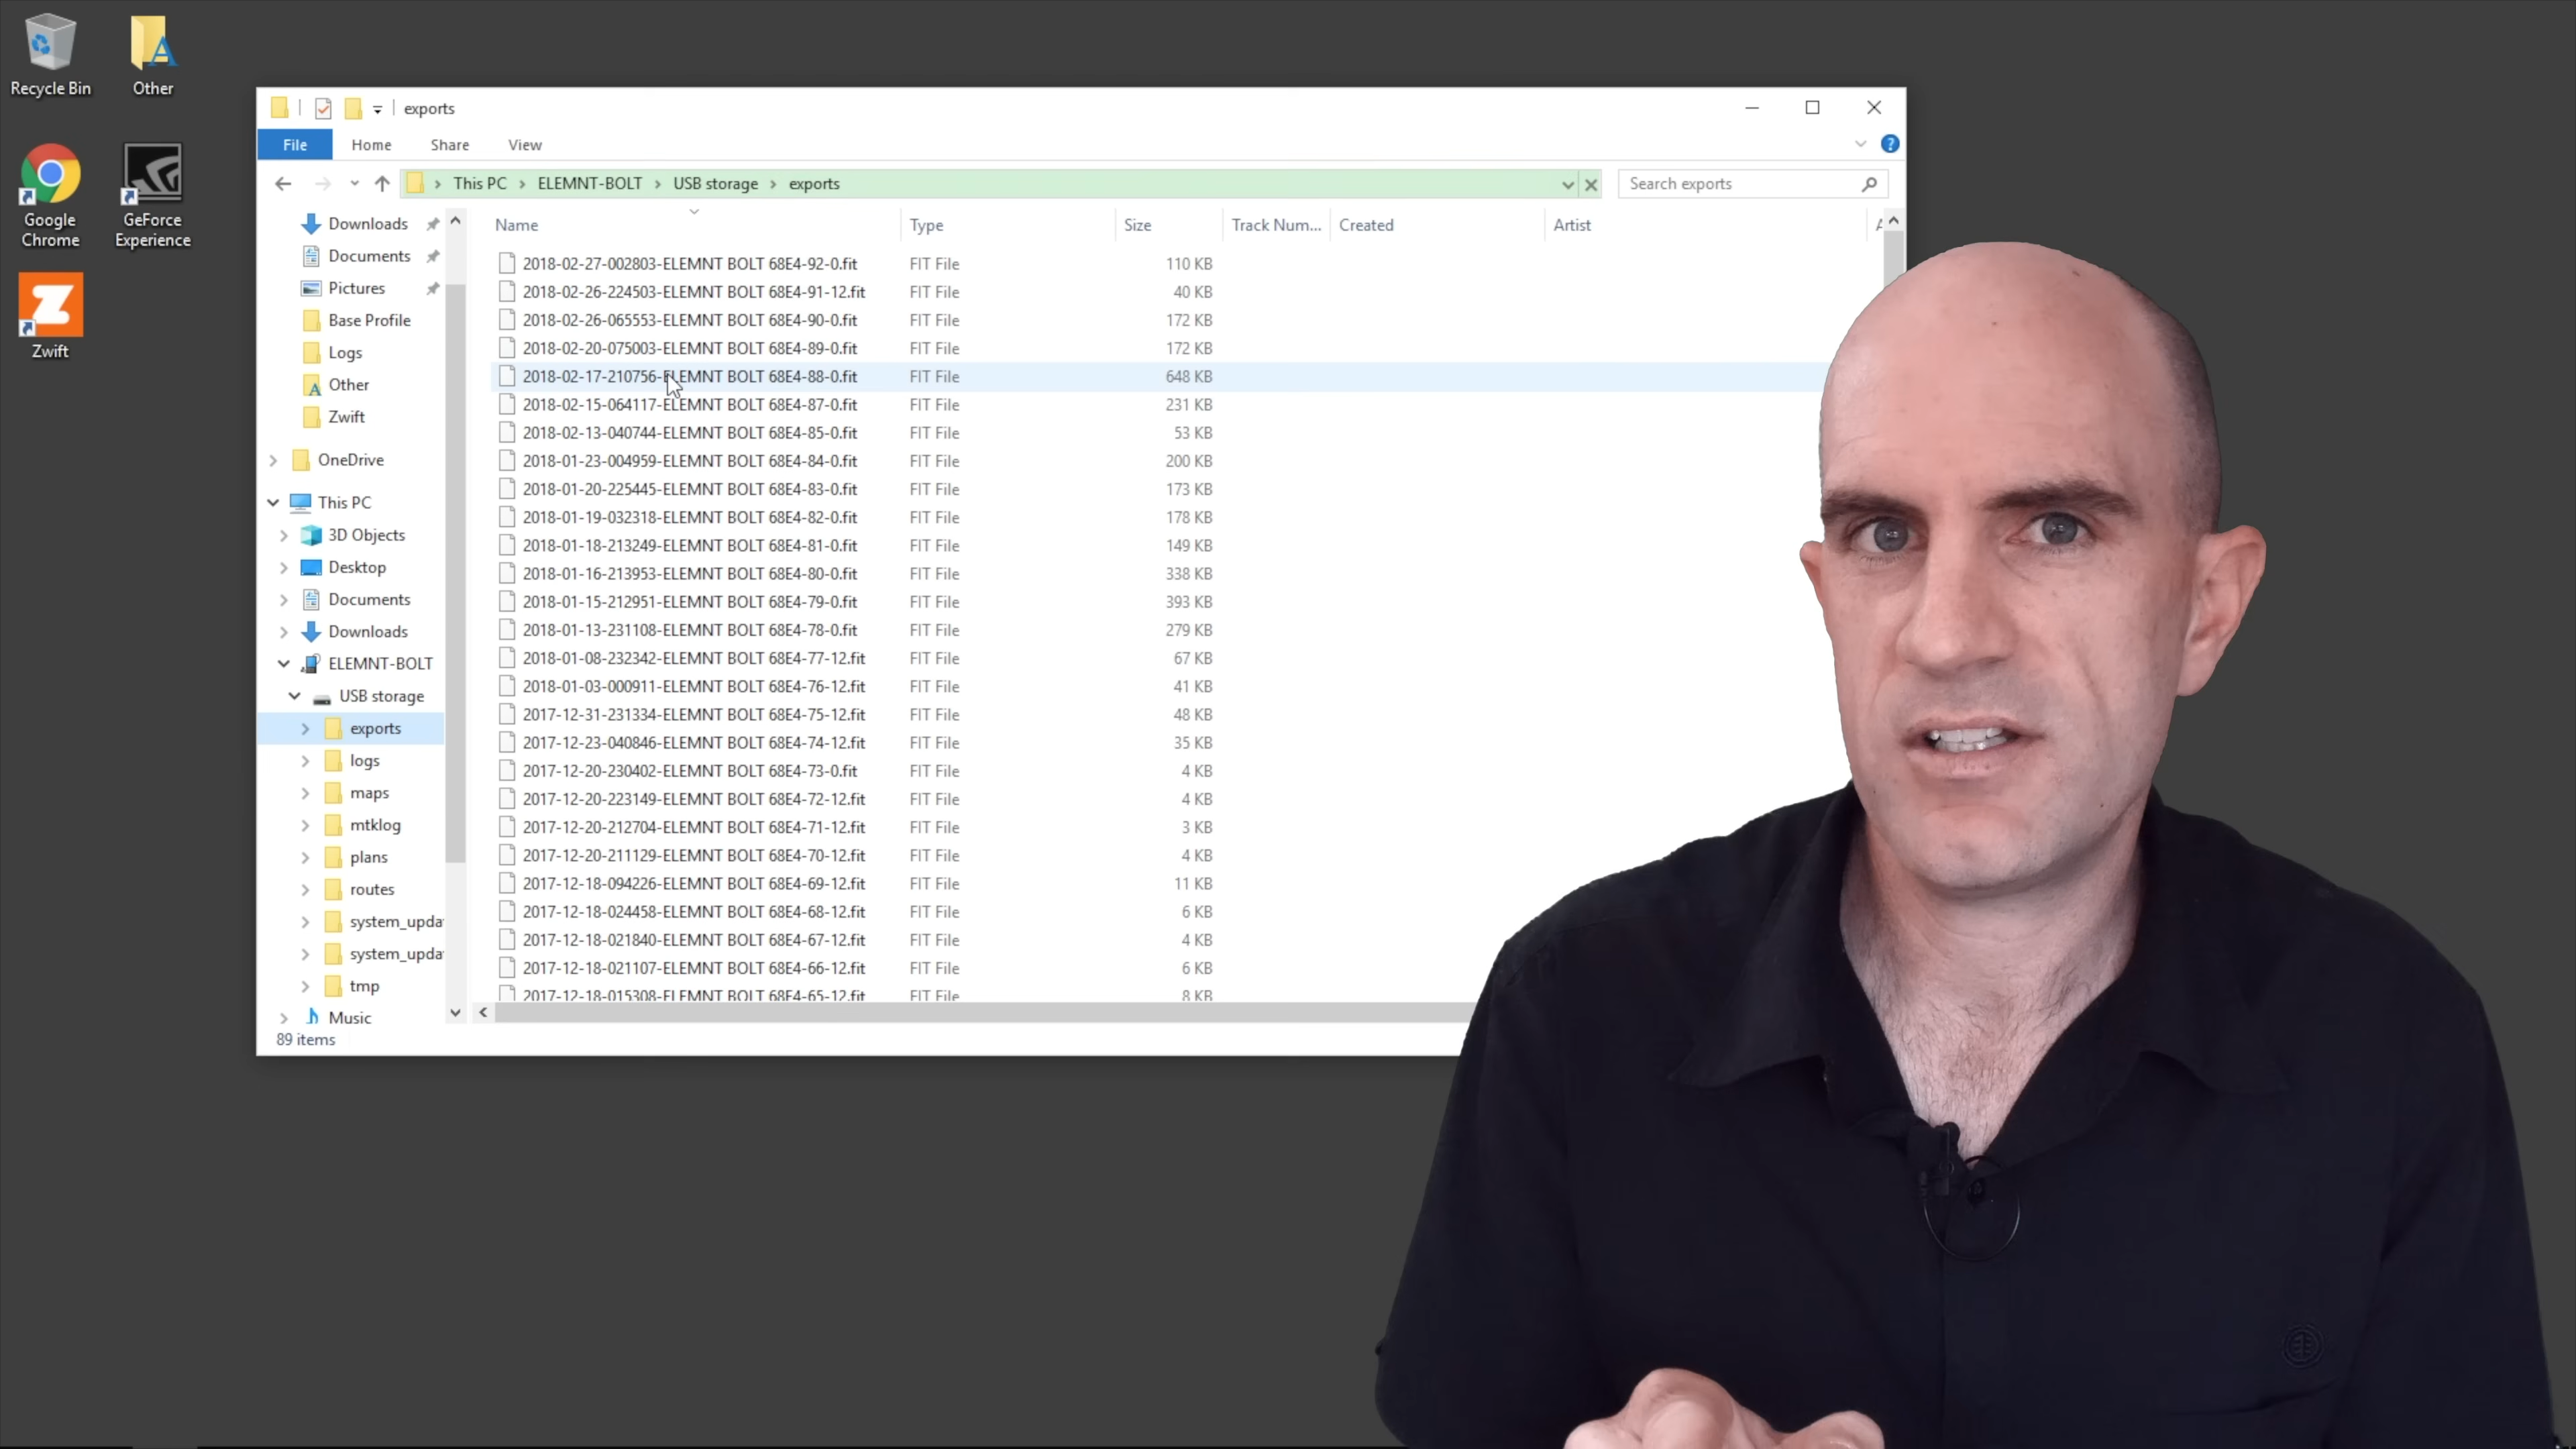 Recycle Bin
Other
Google Chrome
GeForce Experience
Zwift
exports
File Home Share View
This PC › ELEMNT-BOLT › USB storage › exports
Search exports
Name Type Size Track Num... Created Artist
Downloads
Documents
Pictures
Base Profile
Logs
Other
Zwift
OneDrive
This PC
3D Objects
Desktop
Documents
Downloads
ELEMNT-BOLT
USB storage
exports
logs
maps
mtklog
plans
routes
system_upda
system_upda
tmp
Music
2018-02-27-002803-ELEMNT BOLT 68E4-92-0.fit FIT File 110 KB
2018-02-26-224503-ELEMNT BOLT 68E4-91-12.fit FIT File 40 KB
2018-02-26-065553-ELEMNT BOLT 68E4-90-0.fit FIT File 172 KB
2018-02-20-075003-ELEMNT BOLT 68E4-89-0.fit FIT File 172 KB
2018-02-17-210756-ELEMNT BOLT 68E4-88-0.fit FIT File 648 KB
2018-02-15-064117-ELEMNT BOLT 68E4-87-0.fit FIT File 231 KB
2018-02-13-040744-ELEMNT BOLT 68E4-85-0.fit FIT File 53 KB
2018-01-23-004959-ELEMNT BOLT 68E4-84-0.fit FIT File 200 KB
2018-01-20-225445-ELEMNT BOLT 68E4-83-0.fit FIT File 173 KB
2018-01-19-032318-ELEMNT BOLT 68E4-82-0.fit FIT File 178 KB
2018-01-18-213249-ELEMNT BOLT 68E4-81-0.fit FIT File 149 KB
2018-01-16-213953-ELEMNT BOLT 68E4-80-0.fit FIT File 338 KB
2018-01-15-212951-ELEMNT BOLT 68E4-79-0.fit FIT File 393 KB
2018-01-13-231108-ELEMNT BOLT 68E4-78-0.fit FIT File 279 KB
2018-01-08-232342-ELEMNT BOLT 68E4-77-12.fit FIT File 67 KB
2018-01-03-000911-ELEMNT BOLT 68E4-76-12.fit FIT File 41 KB
2017-12-31-231334-ELEMNT BOLT 68E4-75-12.fit FIT File 48 KB
2017-12-23-040846-ELEMNT BOLT 68E4-74-12.fit FIT File 35 KB
2017-12-20-230402-ELEMNT BOLT 68E4-73-0.fit FIT File 4 KB
2017-12-20-223149-ELEMNT BOLT 68E4-72-12.fit FIT File 4 KB
2017-12-20-212704-ELEMNT BOLT 68E4-71-12.fit FIT File 3 KB
2017-12-20-211129-ELEMNT BOLT 68E4-70-12.fit FIT File 4 KB
2017-12-18-094226-ELEMNT BOLT 68E4-69-12.fit FIT File 11 KB
2017-12-18-024458-ELEMNT BOLT 68E4-68-12.fit FIT File 6 KB
2017-12-18-021840-ELEMNT BOLT 68E4-67-12.fit FIT File 4 KB
2017-12-18-021107-ELEMNT BOLT 68E4-66-12.fit FIT File 6 KB
2017-12-18-015308-ELEMNT BOLT 68E4-65-12.fit FIT File 8 KB
89 items